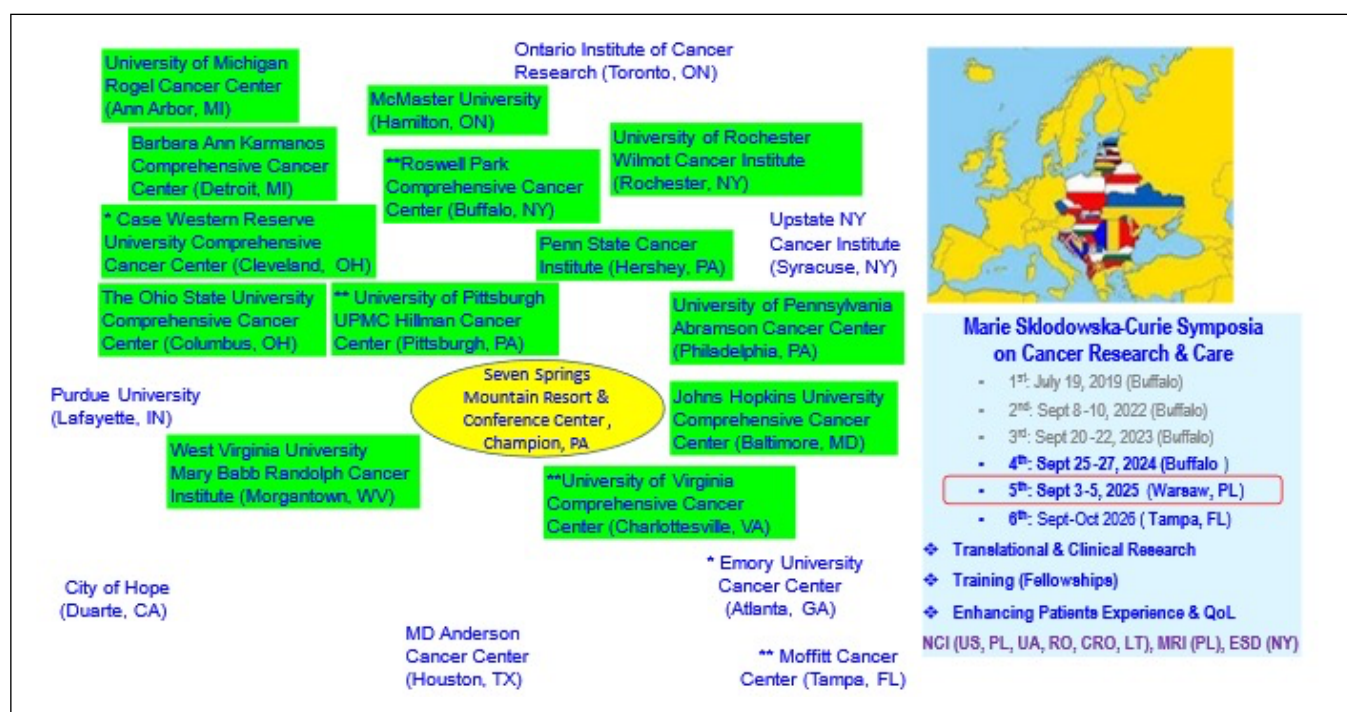 Ontario Institute of Cancer
Research (Toronto, ON)
University of Michigan
Rogel Cancer Center
(Ann Arbor, MI)
McMaster University
(Hamilton, ON)
Barbara Ann Karmanos
Comprehensive Cancer
Center (Detroit, MI)
**Roswell Park
Comprehensive Cancer
Center (Buffalo, NY)
University of Rochester
Wilmot Cancer Institute
(Rochester, NY)
* Case Western Reserve
University Comprehensive
Cancer Center (Cleveland, OH)
Penn State Cancer
Institute (Hershey, PA)
Upstate NY
Cancer Institute
(Syracuse, NY)
The Ohio State University
Comprehensive Cancer
Center (Columbus, OH)
** University of Pittsburgh
UPMC Hillman Cancer
Center (Pittsburgh, PA)
University of Pennsylvania
Abramson Cancer Center
(Philadelphia, PA)
Purdue University
(Lafayette, IN)
Seven Springs
Mountain Resort &
Conference Center,
Champion, PA
Johns Hopkins University
Comprehensive Cancer
Center (Baltimore, MD)
West Virginia University
Mary Babb Randolph Cancer
Institute (Morgantown, WV)
**University of Virginia
Comprehensive Cancer
Center (Charlottesville, VA)
* Emory University
Cancer Center
(Atlanta, GA)
City of Hope
(Duarte, CA)
MD Anderson
Cancer Center
(Houston, TX)
** Moffitt Cancer
Center (Tampa, FL)
Marie Sklodowska-Curie Symposia
on Cancer Research & Care
- 1st: July 19, 2019 (Buffalo)
- 2nd: Sept 8-10, 2022 (Buffalo)
- 3rd: Sept 20-22, 2023 (Buffalo)
- 4th: Sept 25-27, 2024 (Buffalo )
- 5th: Sept 3-5, 2025 (Warsaw, PL)
- 6th: Sept-Oct 2026 ( Tampa, FL)
❖ Translational & Clinical Research
❖ Training (Fellowships)
❖ Enhancing Patients Experience & QoL
NCI (US, PL, UA, RO, CRO, LT), MRI (PL), ESD (NY)